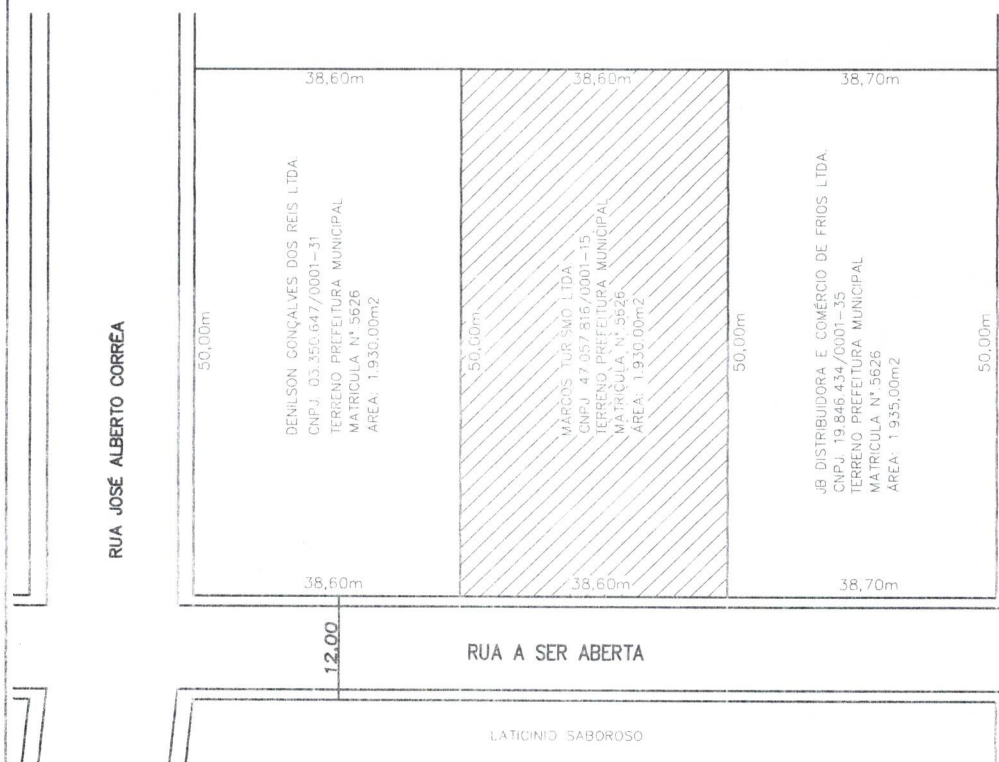 RUA JOSÉ ALBERTO CORRÊA
38,60m
38,60m
38,70m
50,00m
DENILSON GONÇALVES DOS REIS LTDA.
CNPJ. 03.350.647/0001-31
TERRENO PREFEITURA MUNICIPAL
MATRICULA Nº.5626
ÁREA: 1.930,00m2
50,00m
MARCOS TURISMO LTDA
CNPJ 47.057.816/0001-15
TERRENO PREFEITURA MUNICIPAL
MATRICULA Nº.5626
ÁREA: 1.930,00m2
50,00m
JB DISTRIBUIDORA E COMÉRCIO DE FRIOS LTDA.
CNPJ. 19.846.434/0001-35
TERRENO PREFEITURA MUNICIPAL
MATRICULA Nº.5626
ÁREA: 1.935,00m2
50,00m
38,60m
38,60m
38,70m
12.00
RUA A SER ABERTA
LATICINIO SABOROSO